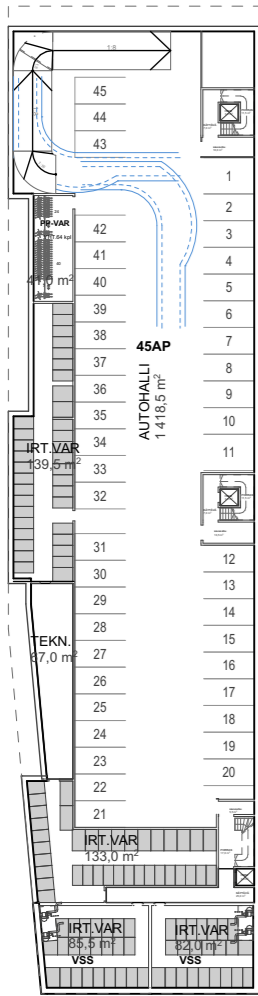 1:8
45
44
43
1
2
3
4
5
6
7
8
9
10
11
PP-VAR
41,0 m²
42
41
40
39
38
37
36
35
34
33
32
45AP
AUTOHALLI
1 418,5 m²
IRT.VAR
139,5 m²
31
30
29
28
27
26
25
24
23
22
21
12
13
14
15
16
17
18
19
20
TEKN.
67,0 m²
IRT.VAR
133,0 m²
IRT.VAR
85,5 m²
VSS
IRT.VAR
82,0 m²
VSS